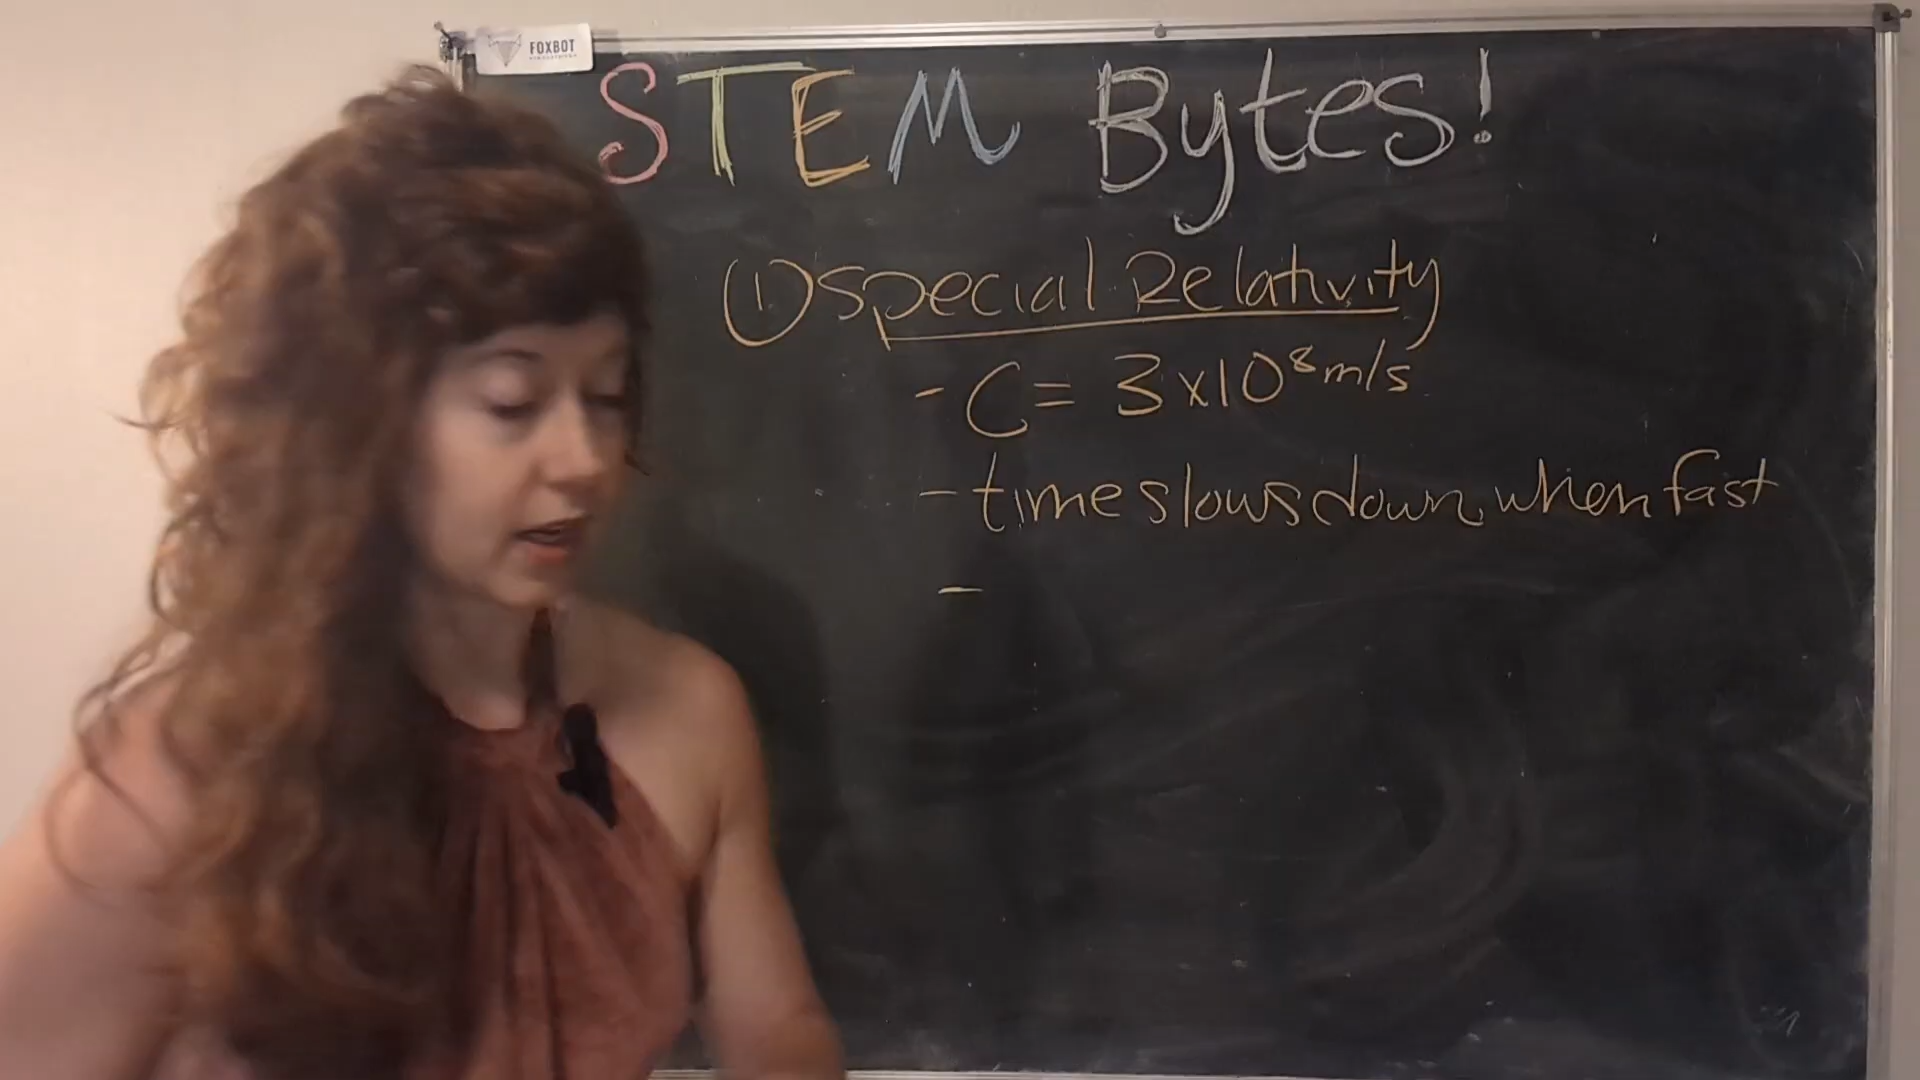 FOXBOT
STEM Bytes!
① Special Relativity
- C = 3x10⁸ m/s
- time slows down when fast
-